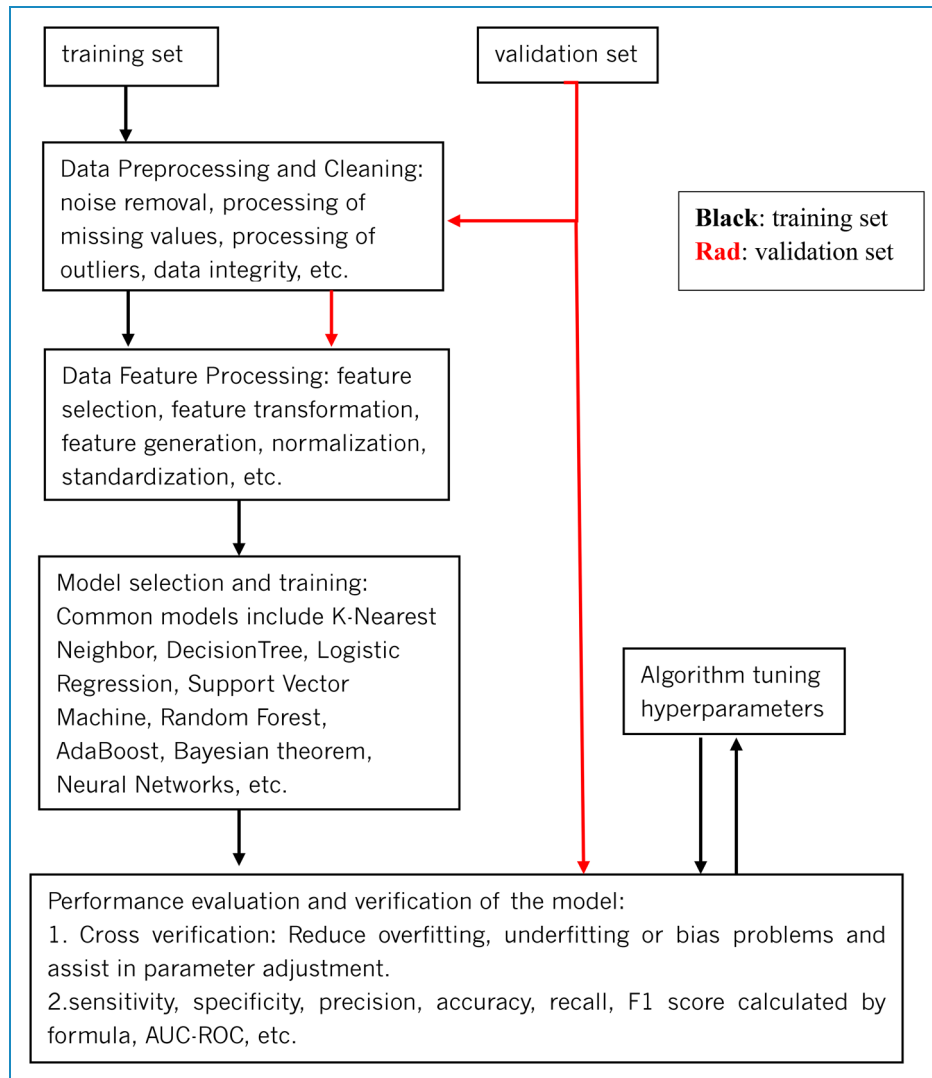 training set
validation set
Data Preprocessing and Cleaning:
noise removal, processing of
missing values, processing of
outliers, data integrity, etc.
Black: training set
Rad: validation set
Data Feature Processing: feature
selection, feature transformation,
feature generation, normalization,
standardization, etc.
Model selection and training:
Common models include K-Nearest
Neighbor, DecisionTree, Logistic
Regression, Support Vector
Machine, Random Forest,
AdaBoost, Bayesian theorem,
Neural Networks, etc.
Algorithm tuning
hyperparameters
Performance evaluation and verification of the model:
1. Cross verification: Reduce overfitting, underfitting or bias problems and
assist in parameter adjustment.
2.sensitivity, specificity, precision, accuracy, recall, F1 score calculated by
formula, AUC-ROC, etc.